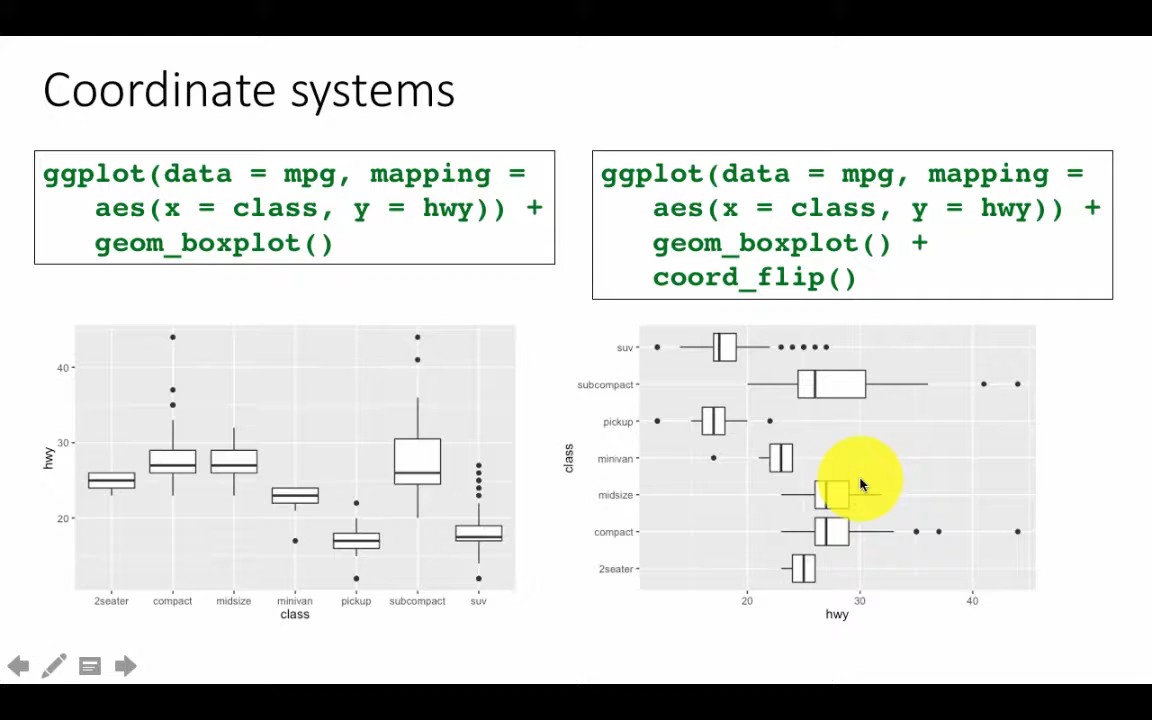 Coordinate systems
ggplot(data = mpg, mapping =
aes(x = class, y = hwy)) +
geom_boxplot()
ggplot(data = mpg, mapping =
aes(x = class, y = hwy)) +
geom_boxplot() +
coord_flip()
40
30
20
hwy
2seater compact midsize minivan pickup subcompact suv
class
suv
subcompact
pickup
minivan
midsize
compact
2seater
class
20 30 40
hwy